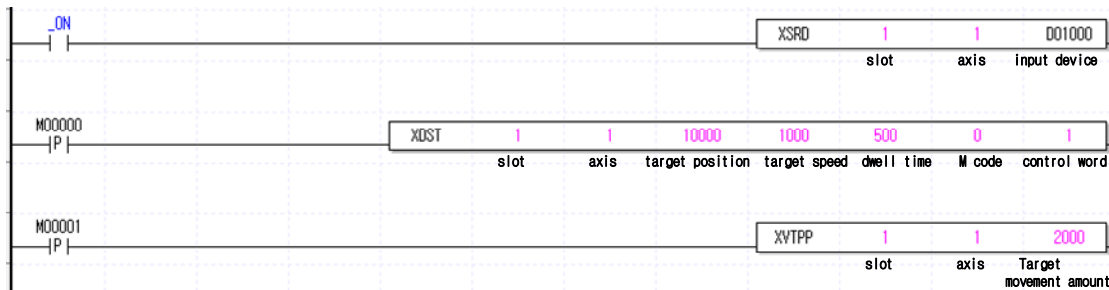 _ON
XSRD 1 1 D01000
slot axis input device
M00000
P
XDST 1 1 10000 1000 500 0 1
slot axis target position target speed dwell time M code control word
M00001
P
XVTPP 1 1 2000
slot axis Target
movement amount